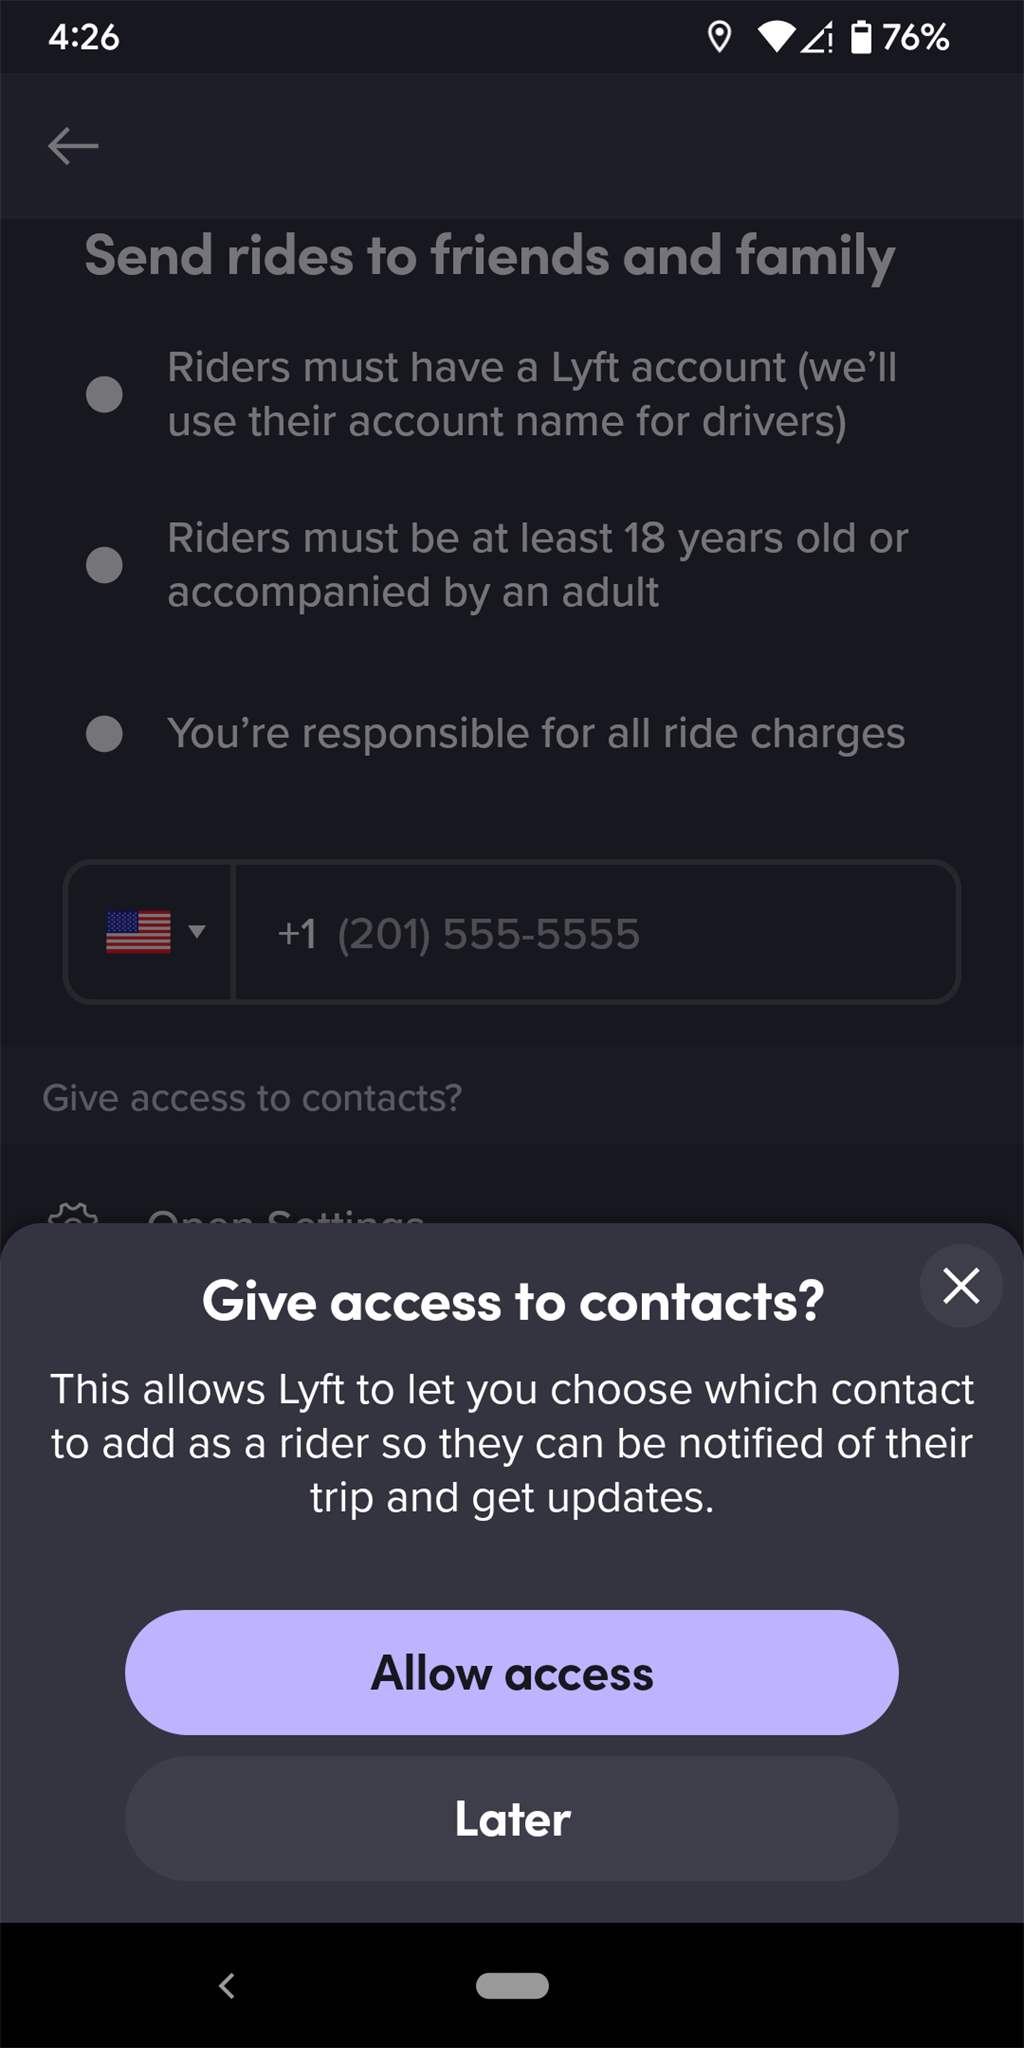 4:26
76%
Send rides to friends and family
Riders must have a Lyft account (we’ll
use their account name for drivers)
Riders must be at least 18 years old or
accompanied by an adult
You’re responsible for all ride charges
+1 (201) 555-5555
Give access to contacts?
Open Settings
Give access to contacts?
This allows Lyft to let you choose which contact
to add as a rider so they can be notified of their
trip and get updates.
Allow access
Later